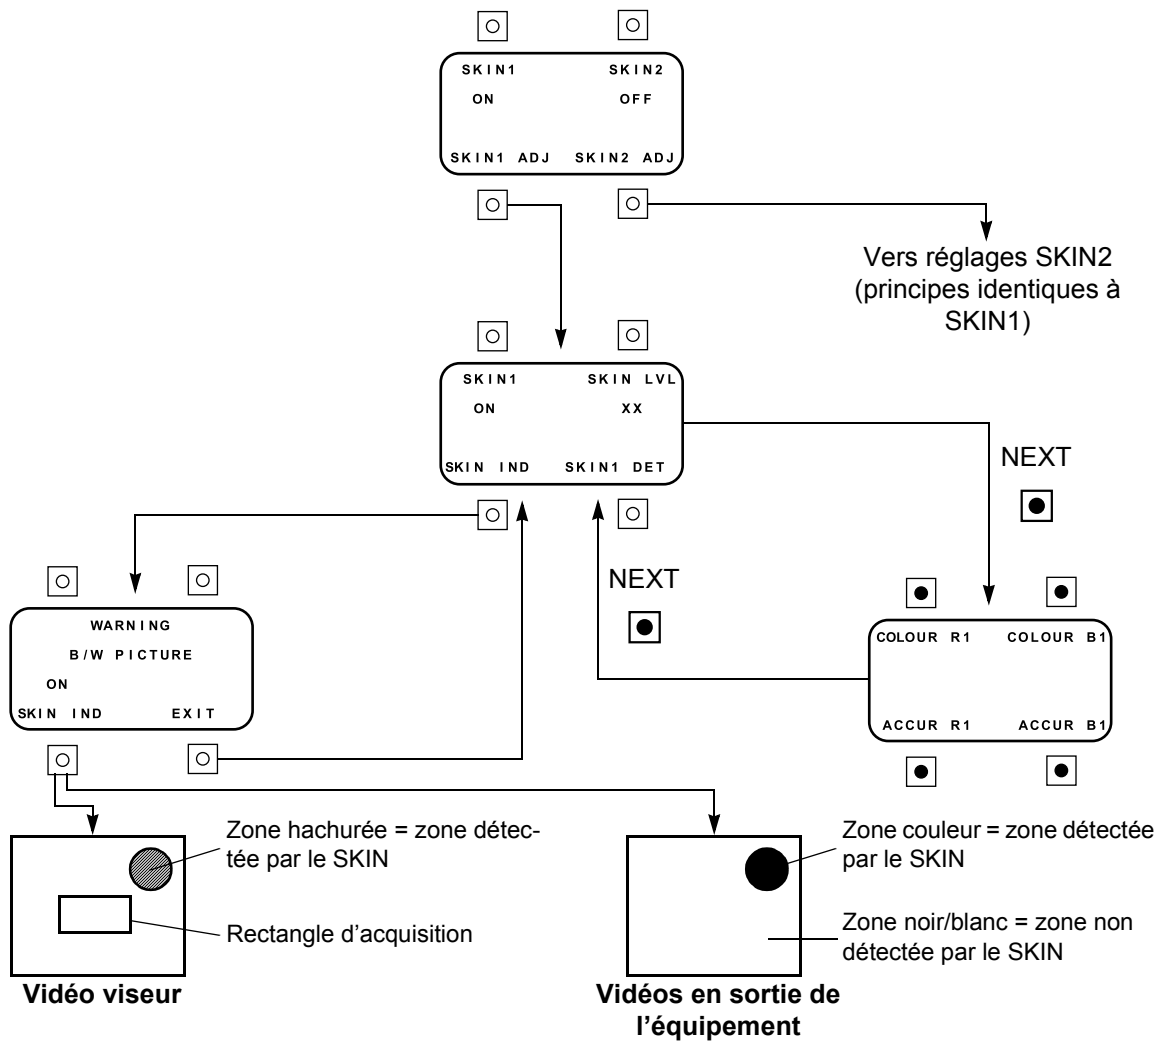 SKIN1 SKIN2
ON OFF
SKIN1 ADJ SKIN2 ADJ
Vers réglages SKIN2
(principes identiques à
SKIN1)
SKIN1 SKIN LVL
ON XX
SKIN IND SKIN1 DET
NEXT
NEXT
WARNING
B/W PICTURE
ON
SKIN IND EXIT
COLOUR R1 COLOUR B1
ACCUR R1 ACCUR B1
Zone hachurée = zone détec-
tée par le SKIN
Rectangle d’acquisition
Vidéo viseur
Zone couleur = zone détectée
par le SKIN
Zone noir/blanc = zone non
détectée par le SKIN
Vidéos en sortie de
l’équipement